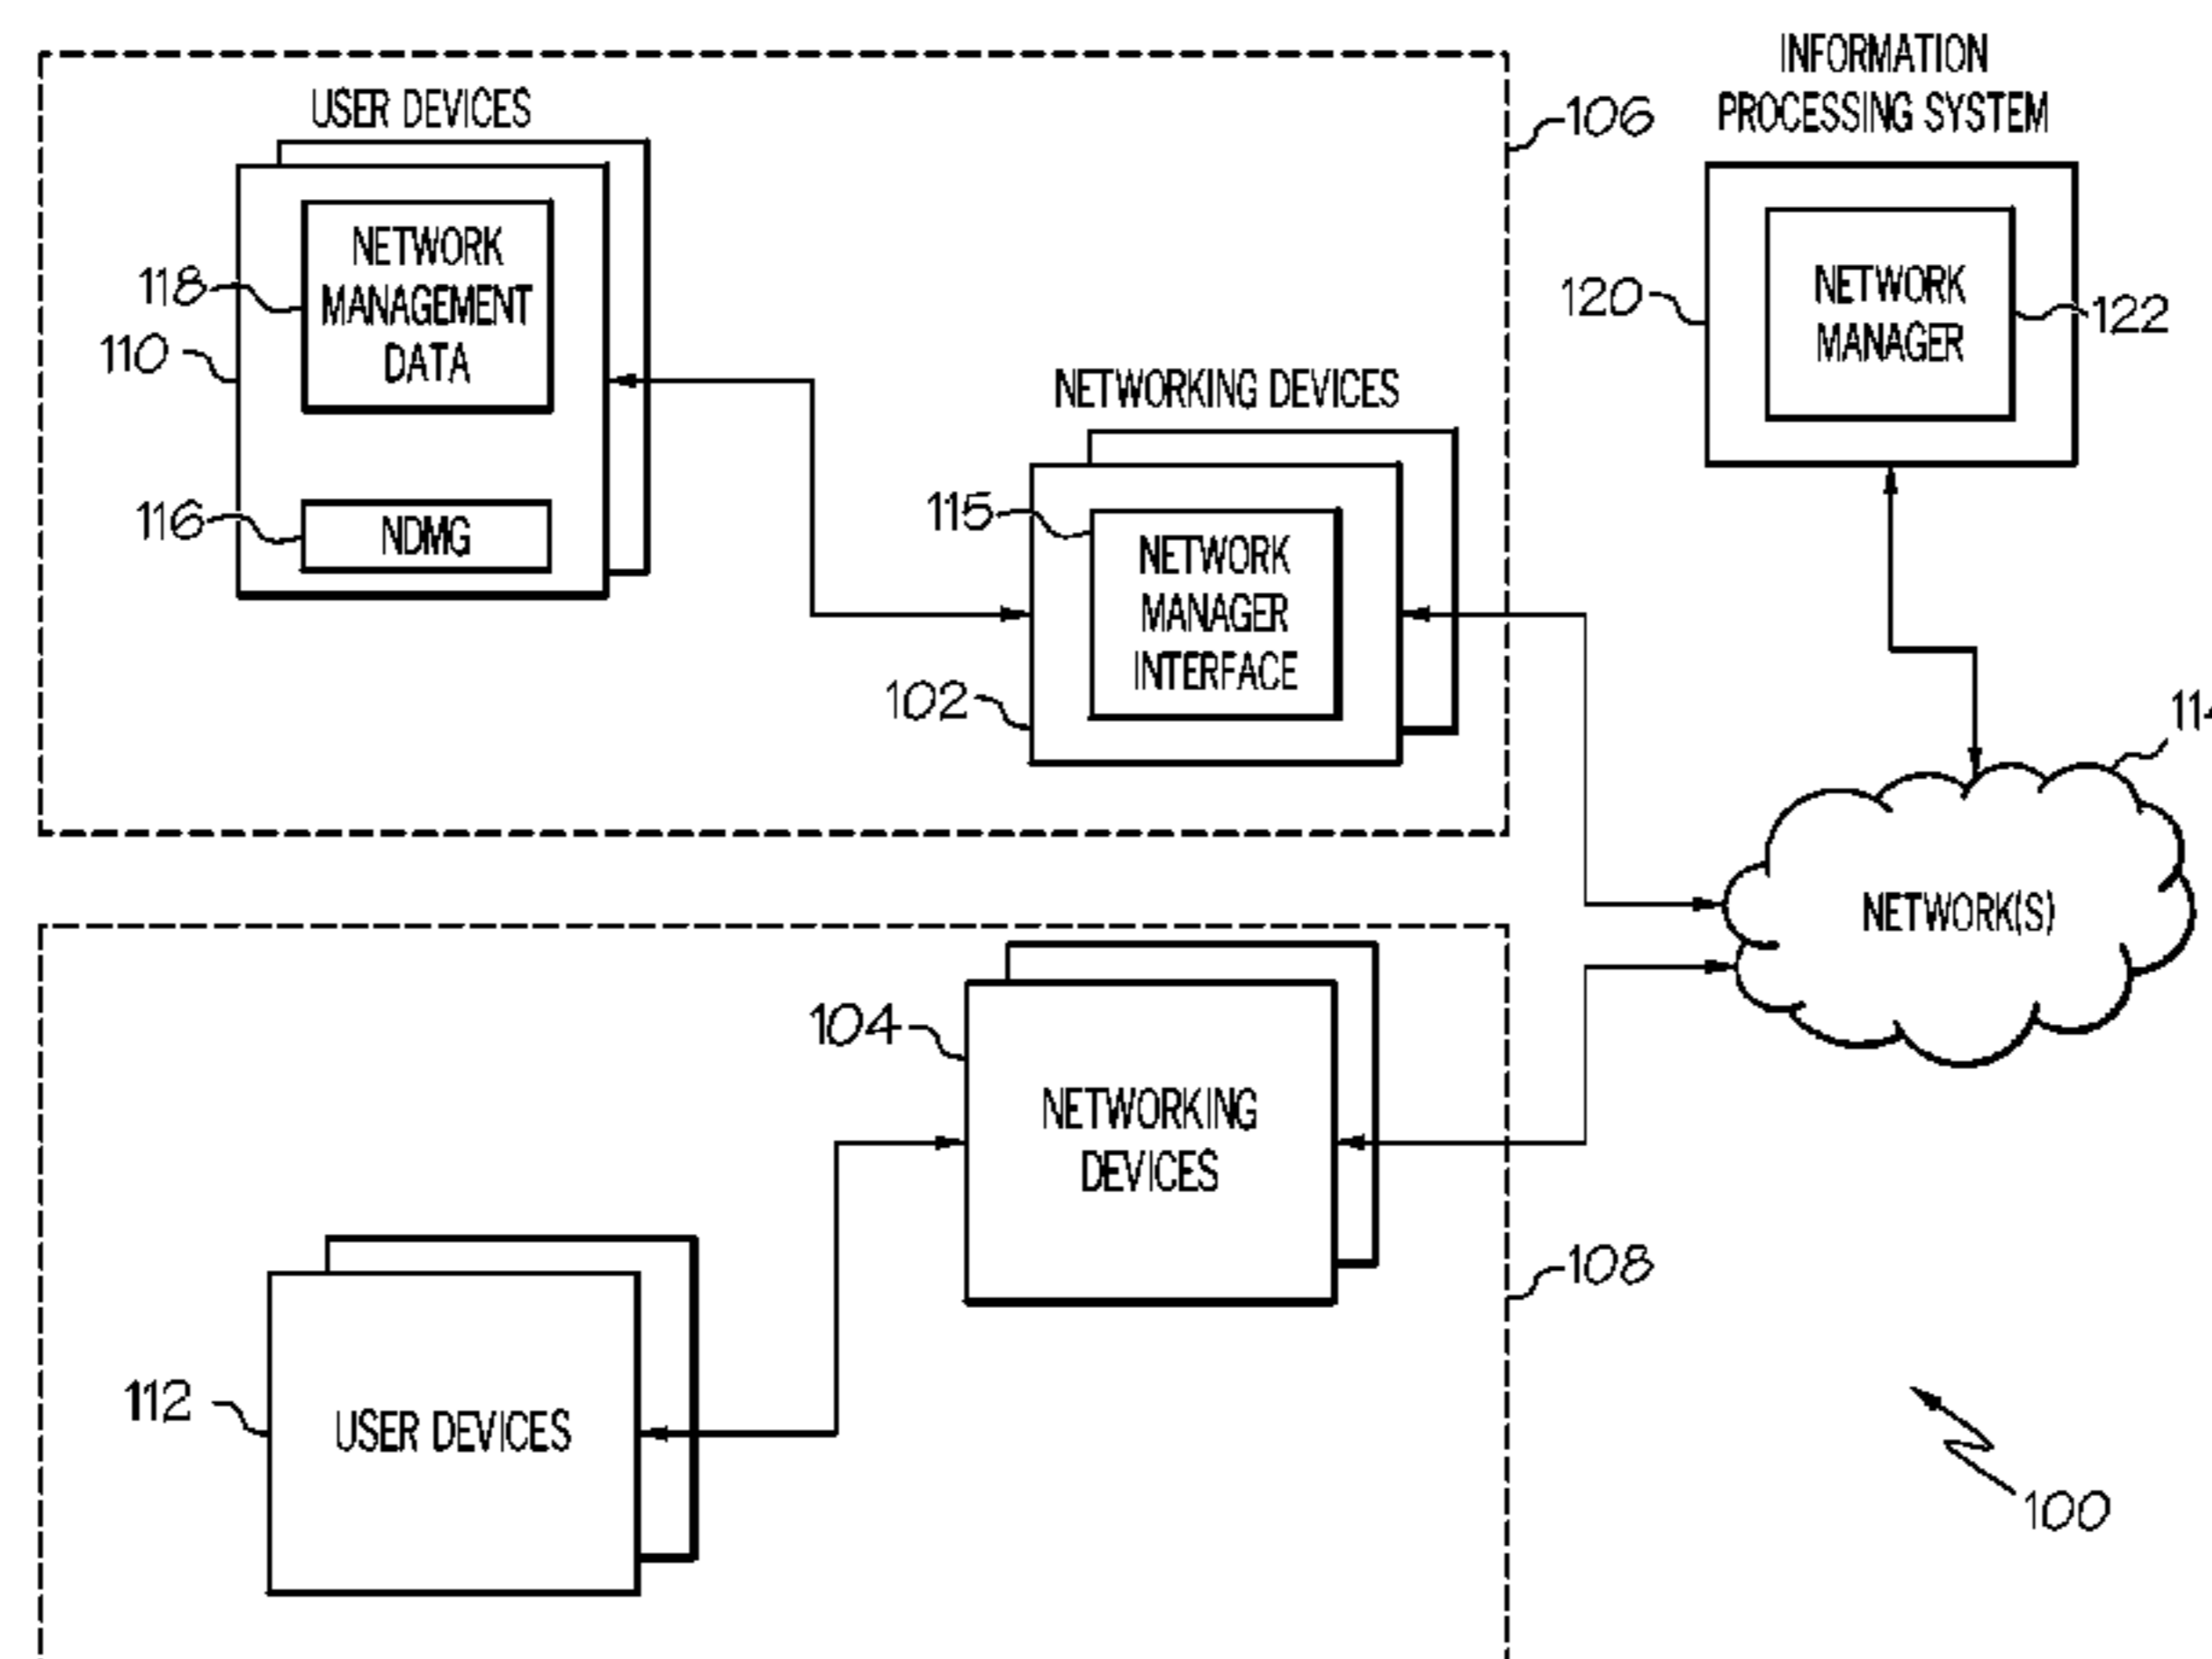 USER DEVICES
106
INFORMATION
PROCESSING SYSTEM
NETWORK
MANAGEMENT
DATA
118
110
116
NDMG
NETWORKING DEVICES
115
NETWORK
MANAGER
INTERFACE
102
120
NETWORK
MANAGER
122
NETWORK(S)
104
NETWORKING
DEVICES
108
112
USER DEVICES
100